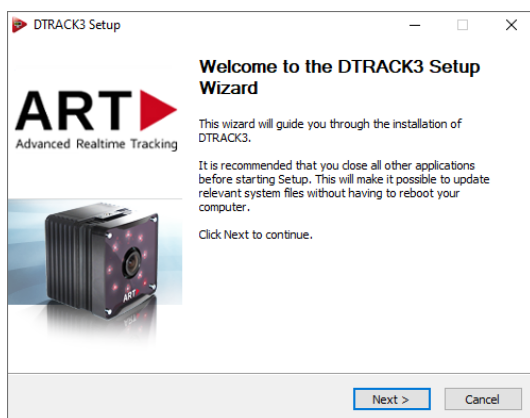 DTRACK3 Setup
Welcome to the DTRACK3 Setup
Wizard
ART
Advanced Realtime Tracking
This wizard will guide you through the installation of
DTRACK3.
It is recommended that you close all other applications
before starting Setup. This will make it possible to update
relevant system files without having to reboot your
computer.
Click Next to continue.
ART
Next >
Cancel